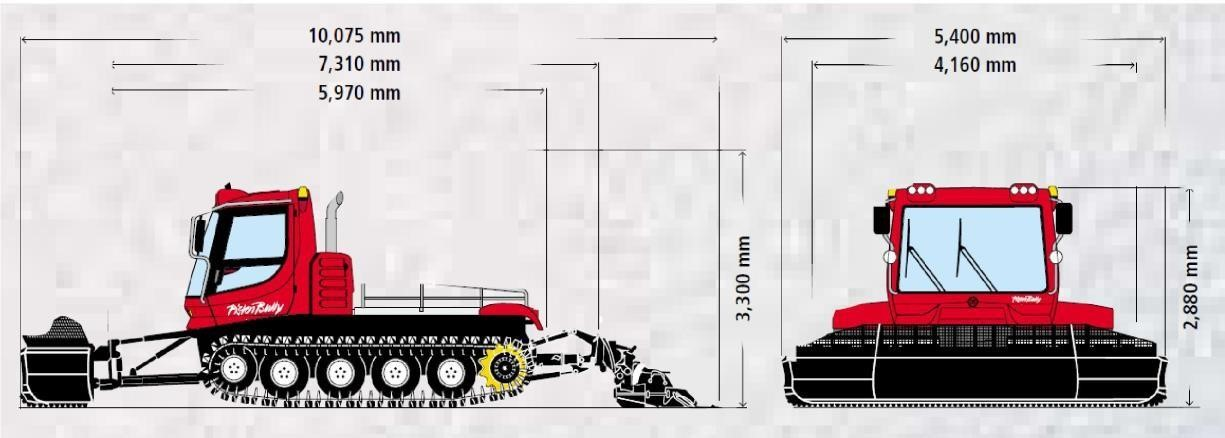 10,075 mm
7,310 mm
5,970 mm
3,300 mm
PistenBully
5,400 mm
4,160 mm
2,880 mm
PistenBully